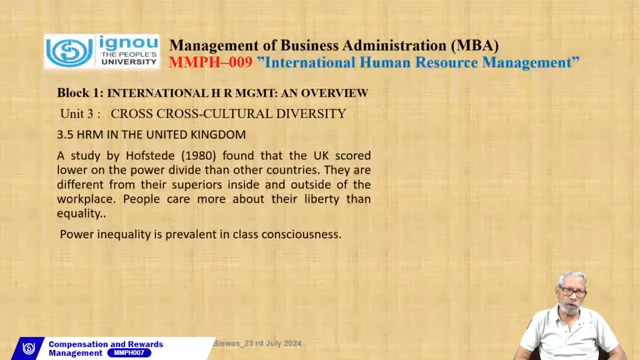 ignou
THE PEOPLE'S
UNIVERSITY
Management of Business Administration (MBA)
MMPH–009 ”International Human Resource Management”
Block 1: INTERNATIONAL H R MGMT: AN OVERVIEW
Unit 3 : CROSS CROSS-CULTURAL DIVERSITY
3.5 HRM IN THE UNITED KINGDOM
A study by Hofstede (1980) found that the UK scored
lower on the power divide than other countries. They are
different from their superiors inside and outside of the
workplace. People care more about their liberty than
equality..
Power inequality is prevalent in class consciousness.
Biswas_23 rd July 2024
Compensation and Rewards
Management MMPH007